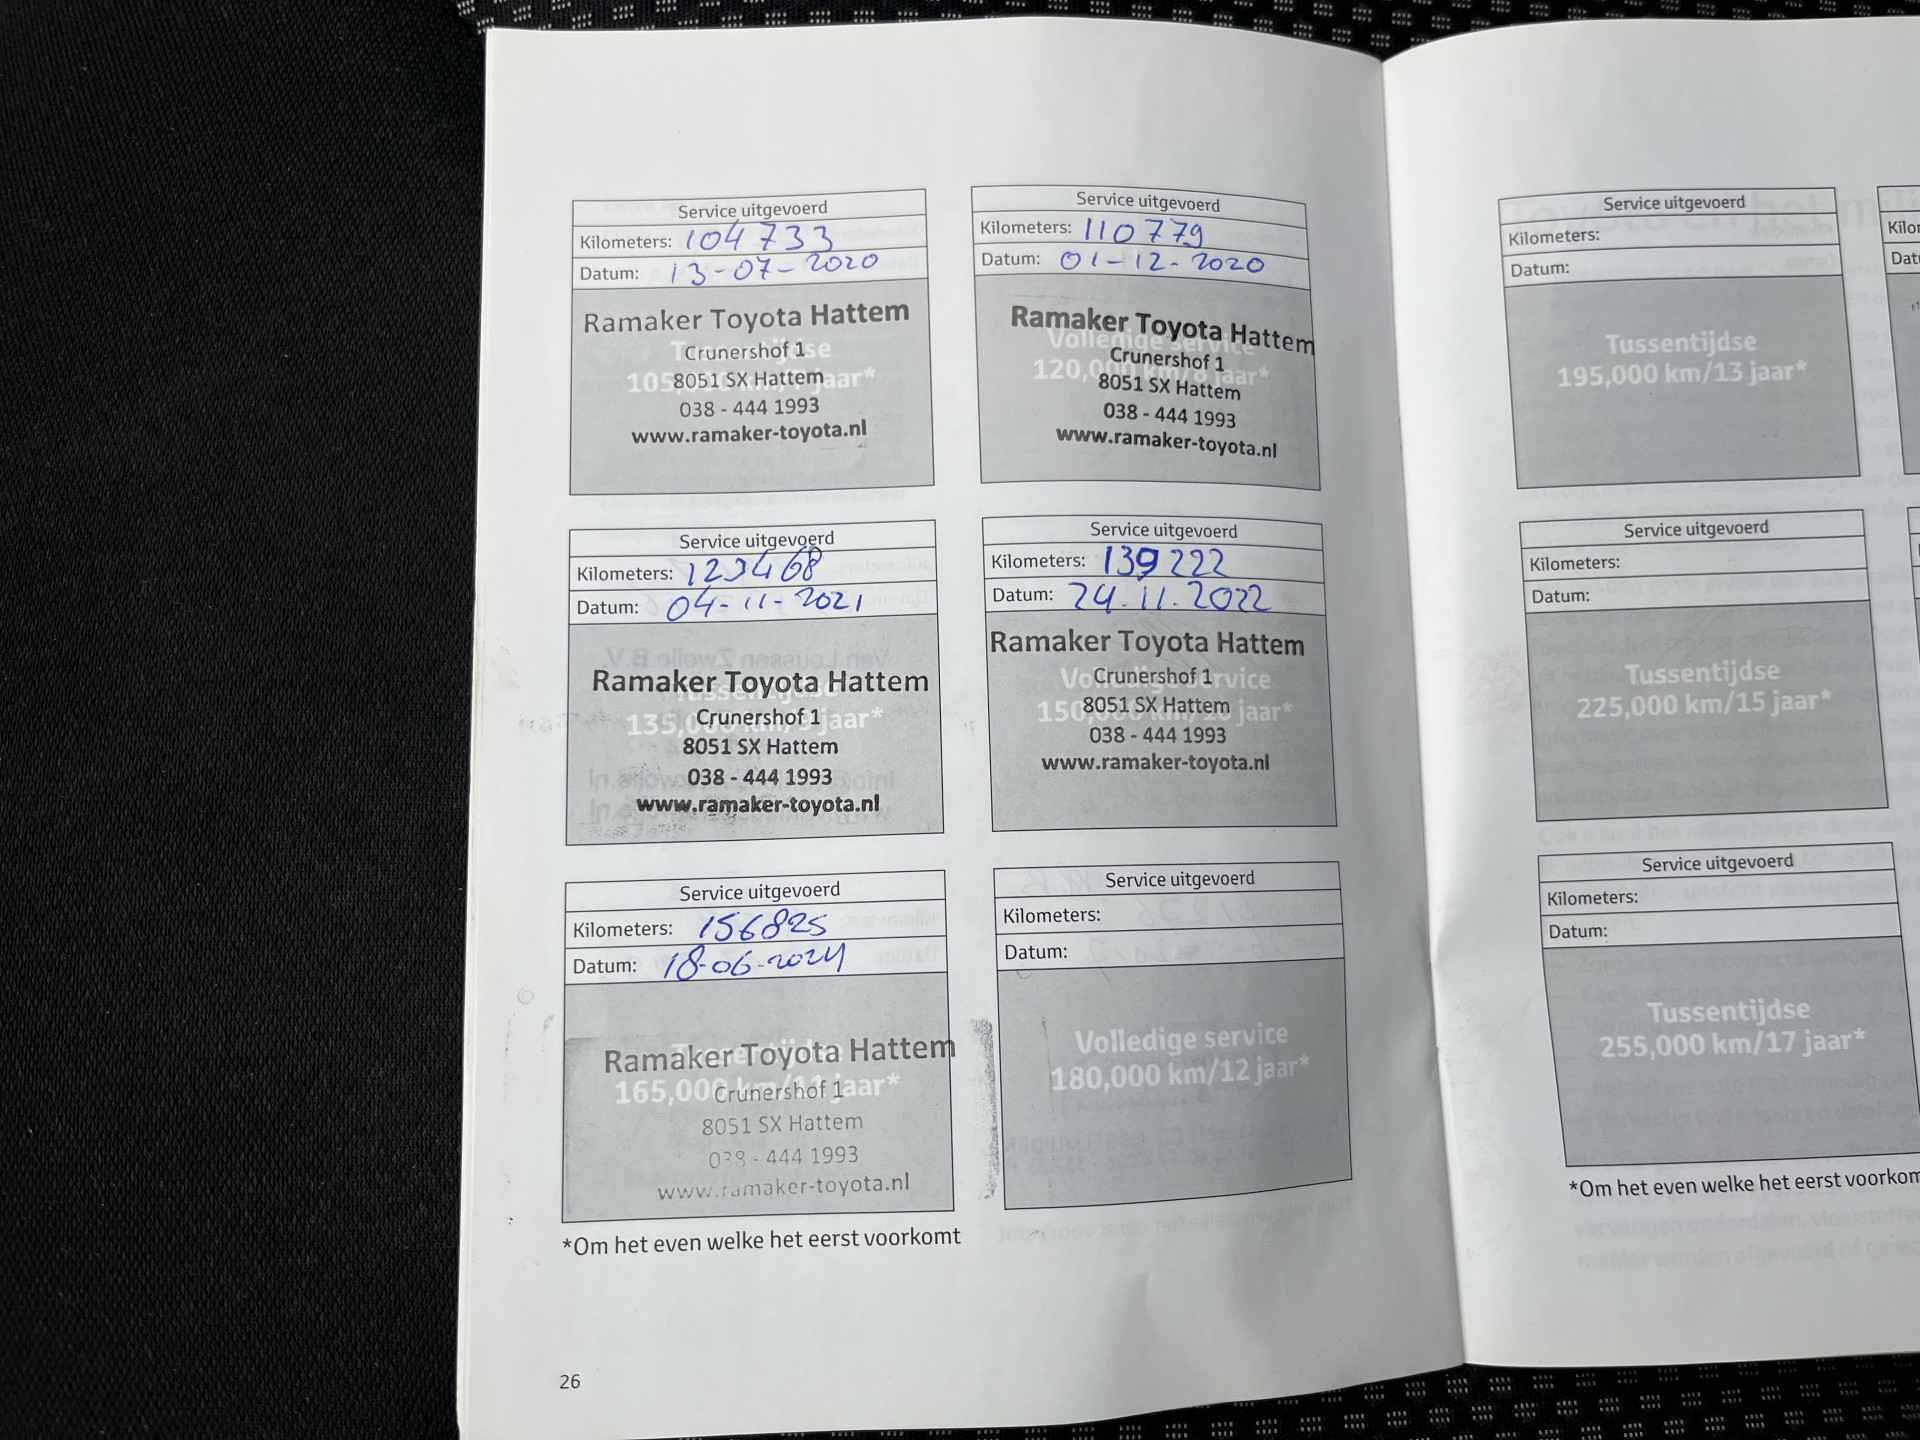 Service uitgevoerd
Kilometers: 104733
Datum: 13-07-2020
Ramaker Toyota Hattem
Crunershof 1
8051 SX Hattem
038 - 444 1993
www.ramaker-toyota.nl
Service uitgevoerd
Kilometers: 110779
Datum: 01-12-2020
Volledige service
Ramaker Toyota Hattem
Crunershof 1
8051 SX Hattem
038 - 444 1993
www.ramaker-toyota.nl
Service uitgevoerd
Kilometers: 123468
Datum: 04-11-2021
Ramaker Toyota Hattem
Crunershof 1
8051 SX Hattem
038 - 444 1993
www.ramaker-toyota.nl
Service uitgevoerd
Kilometers: 139222
Datum: 24.11.2022
Ramaker Toyota Hattem
Volledige service
Crunershof 1
8051 SX Hattem
038 - 444 1993
www.ramaker-toyota.nl
Service uitgevoerd
Kilometers: 156825
Datum: 18-06-2024
Ramaker Toyota Hattem
Crunershof 1
8051 SX Hattem
038 - 444 1993
www.ramaker-toyota.nl
Service uitgevoerd
Kilometers:
Datum:
Volledige service
180,000 km/12 jaar*
*Om het even welke het eerst voorkomt
26
Service uitgevoerd
Kilometers:
Datum:
Tussentijdse
195,000 km/13 jaar*
Service uitgevoerd
Kilometers:
Datum:
Tussentijdse
225,000 km/15 jaar*
Service uitgevoerd
Kilometers:
Datum:
Tussentijdse
255,000 km/17 jaar*
*Om het even welke het eerst